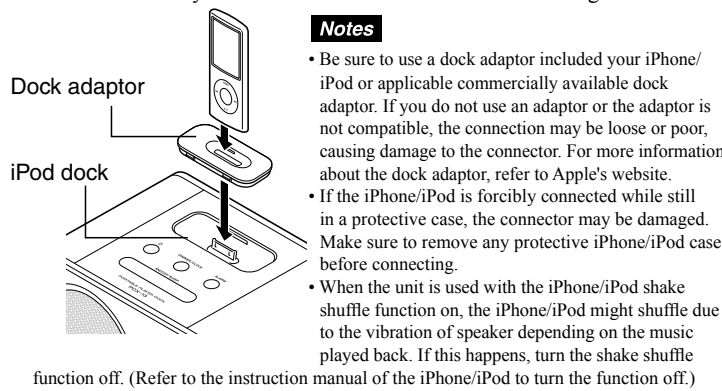 Notes
Dock adaptor
iPod dock
• Be sure to use a dock adaptor included your iPhone/
iPod or applicable commercially available dock
adaptor. If you do not use an adaptor or the adaptor is
not compatible, the connection may be loose or poor,
causing damage to the connector. For more information
about the dock adaptor, refer to Apple's website.
• If the iPhone/iPod is forcibly connected while still
in a protective case, the connector may be damaged.
Make sure to remove any protective iPhone/iPod case
before connecting.
• When the unit is used with the iPhone/iPod shake
shuffle function on, the iPhone/iPod might shuffle due
to the vibration of speaker depending on the music
played back. If this happens, turn the shake shuffle
function off. (Refer to the instruction manual of the iPhone/iPod to turn the function off.)
ALARM
PORTABLE PLAYER DOCK